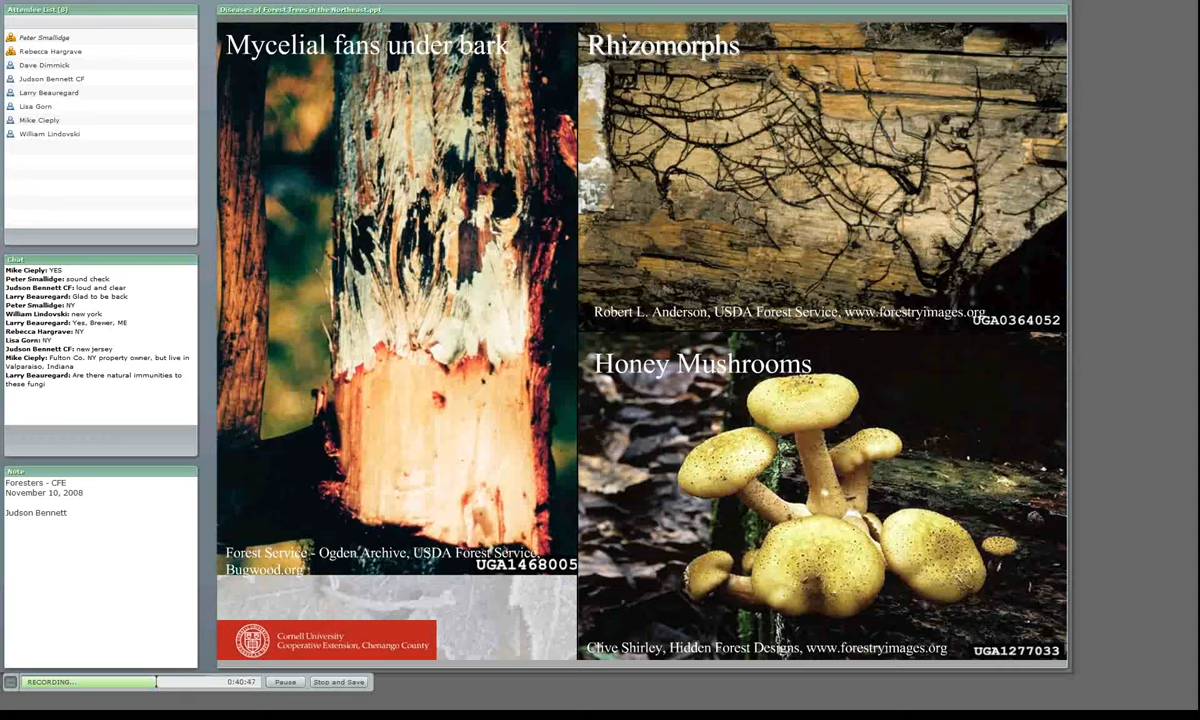 Attendee List (8)
Peter Smallidge
Rebecca Hargrave
Dave Dimmick
Judson Bennett CF
Larry Beauregard
Lisa Gorn
Mike Cieply
William Lindovski
Chat
Mike Cieply: YES
Peter Smallidge: sound check
Judson Bennett CF: loud and clear
Larry Beauregard: Glad to be back
Peter Smallidge: NY
William Lindovski: new york
Larry Beauregard: Yes, Brewer, ME
Rebecca Hargrave: NY
Lisa Gorn: NY
Judson Bennett CF: new jersey
Mike Cieply: Fulton Co. NY property owner, but live in
Valparaiso, Indiana
Larry Beauregard: Are there natural immunities to
these fungi
Note
Foresters - CFE
November 10, 2008
Judson Bennett
Diseases of Forest Trees in the Northeast.ppt
Mycelial fans under bark
Forest Service - Ogden Archive, USDA Forest Service,
Bugwood.org
UGA1468005
Cornell University
Cooperative Extension, Chenango County
Rhizomorphs
Robert L. Anderson, USDA Forest Service, www.forestryimages.org
UGA0364052
Honey Mushrooms
Clive Shirley, Hidden Forest Designs, www.forestryimages.org
UGA1277033
RECORDING...
0:40:47
Pause
Stop and Save